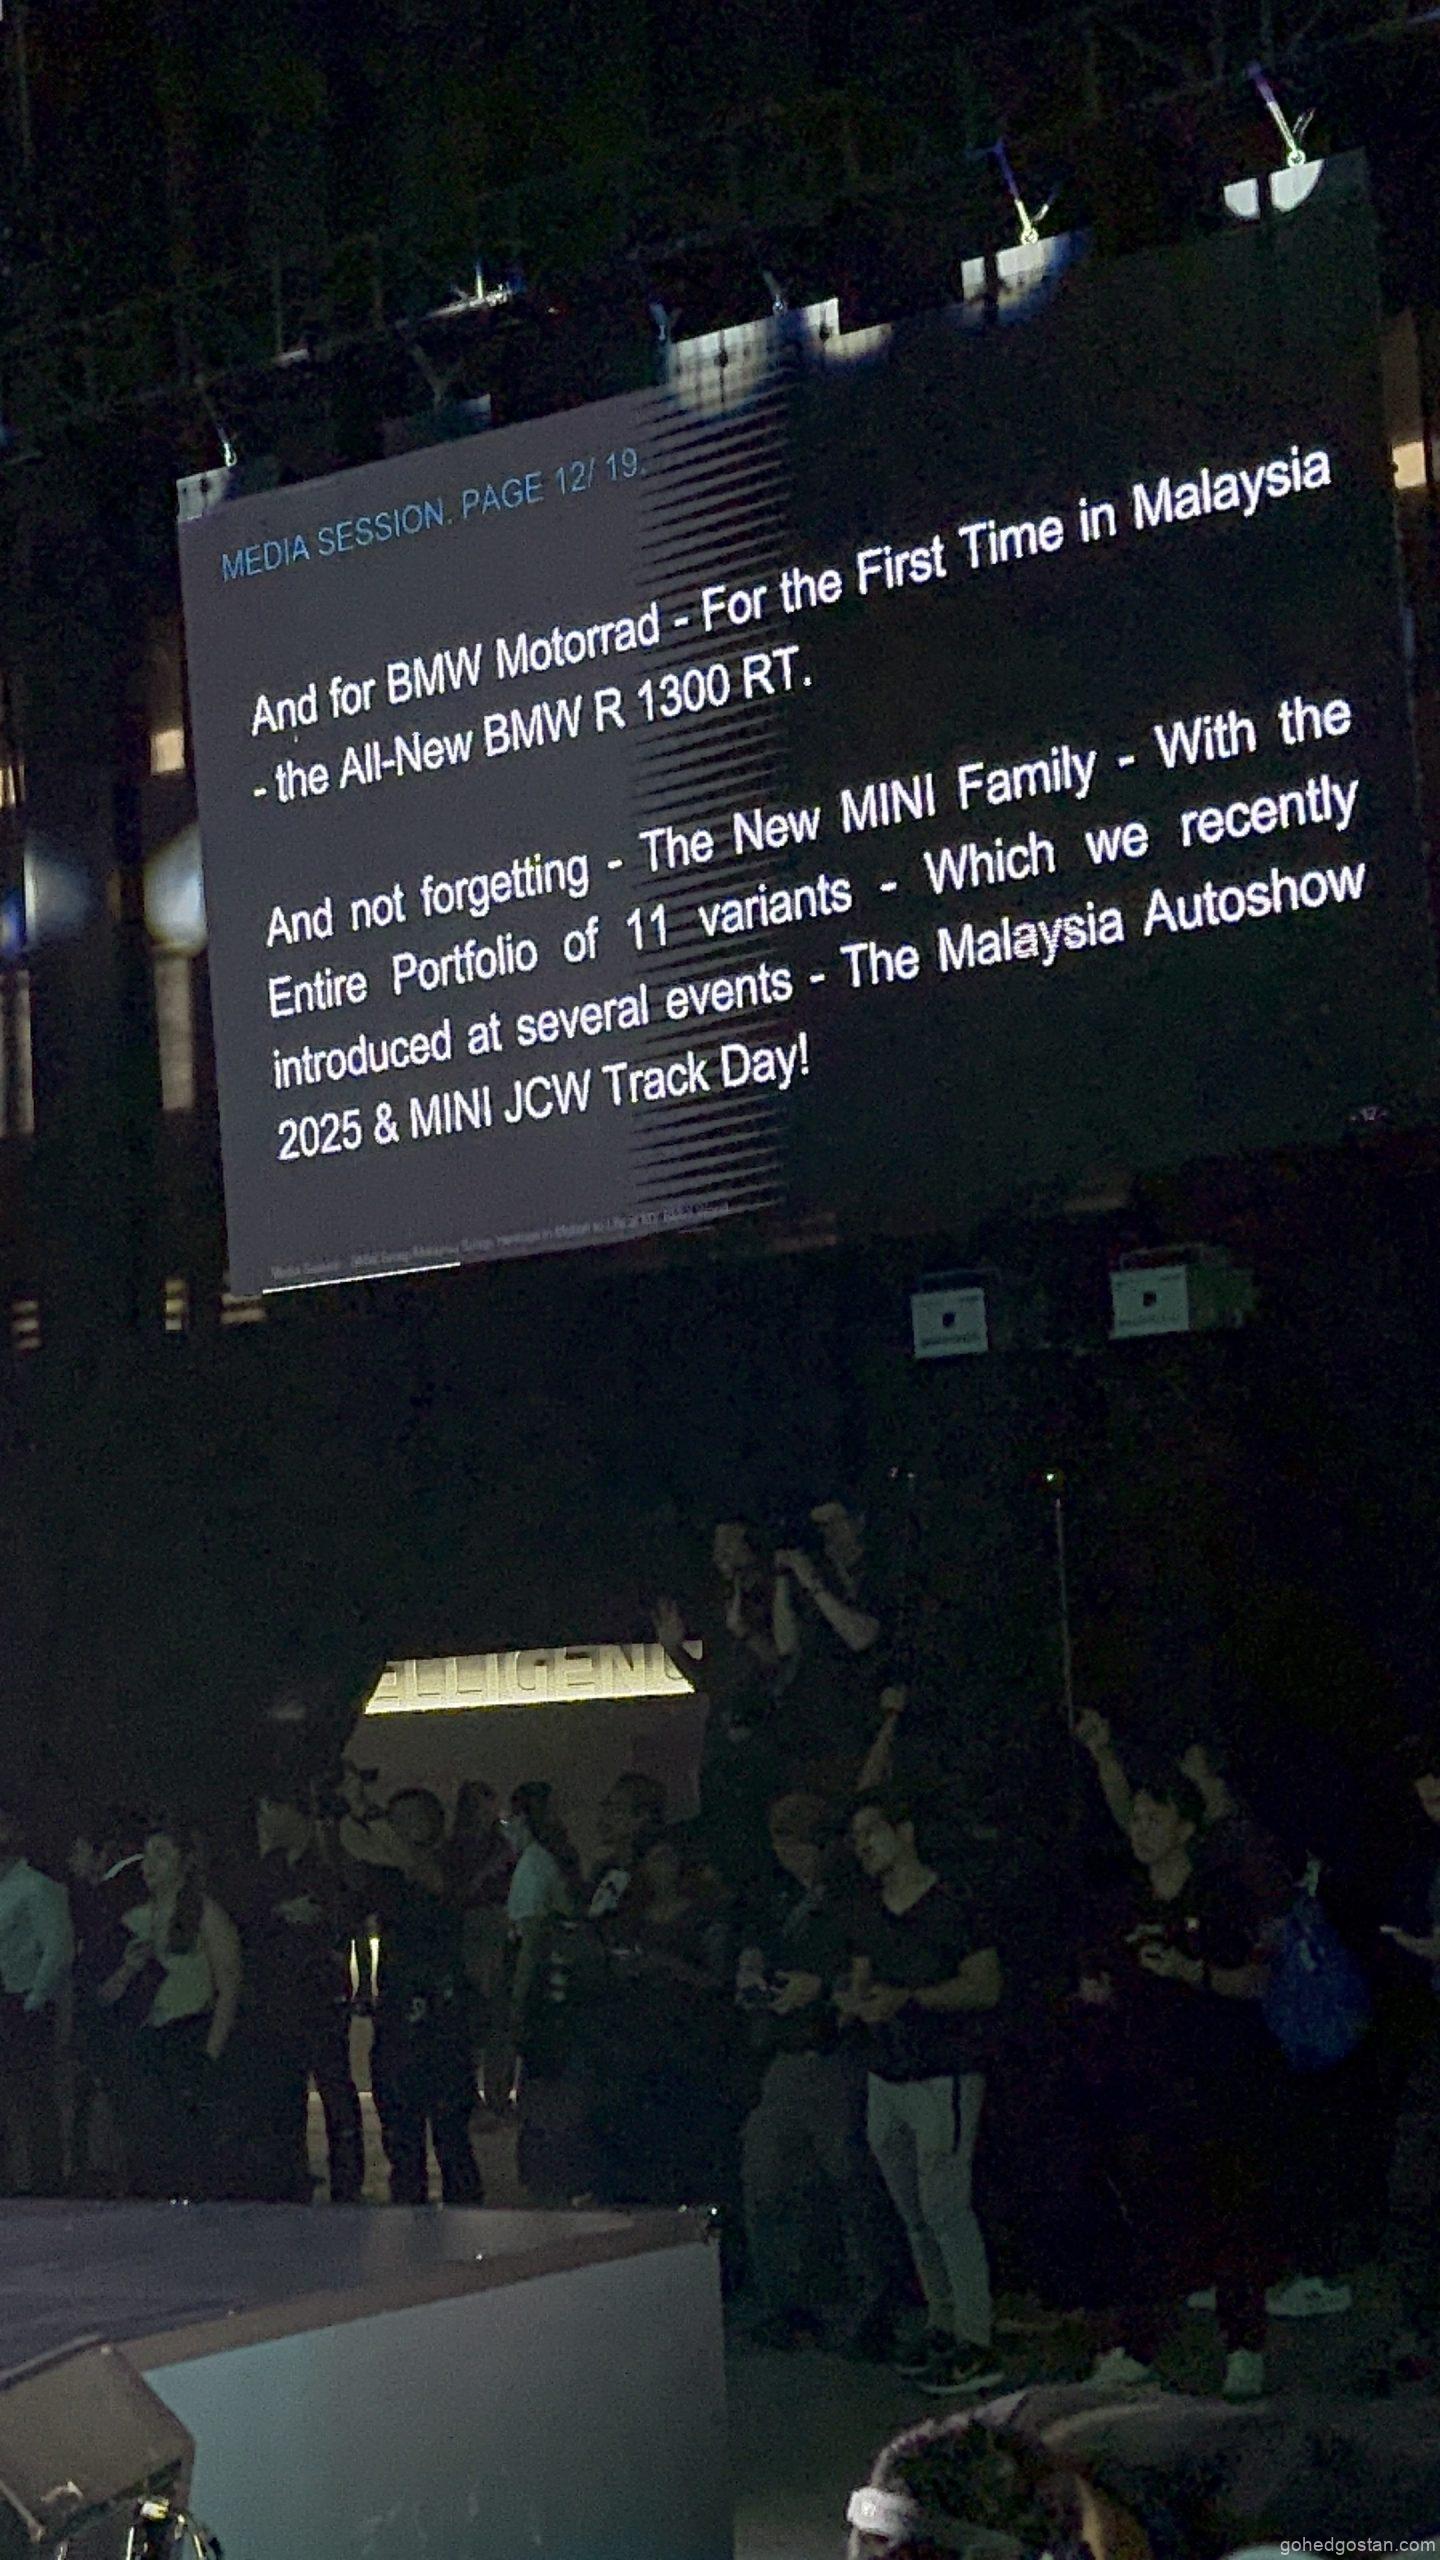 MEDIA SESSION. PAGE 12/ 19.
And for BMW Motorrad - For the First Time in Malaysia
- the All-New BMW R 1300 RT.
And not forgetting - The New MINI Family - With the
Entire Portfolio of 11 variants - Which we recently
introduced at several events - The Malaysia Autoshow
2025 & MINI JCW Track Day!
- 12 -
ELLIGENC
gohedgostan.com